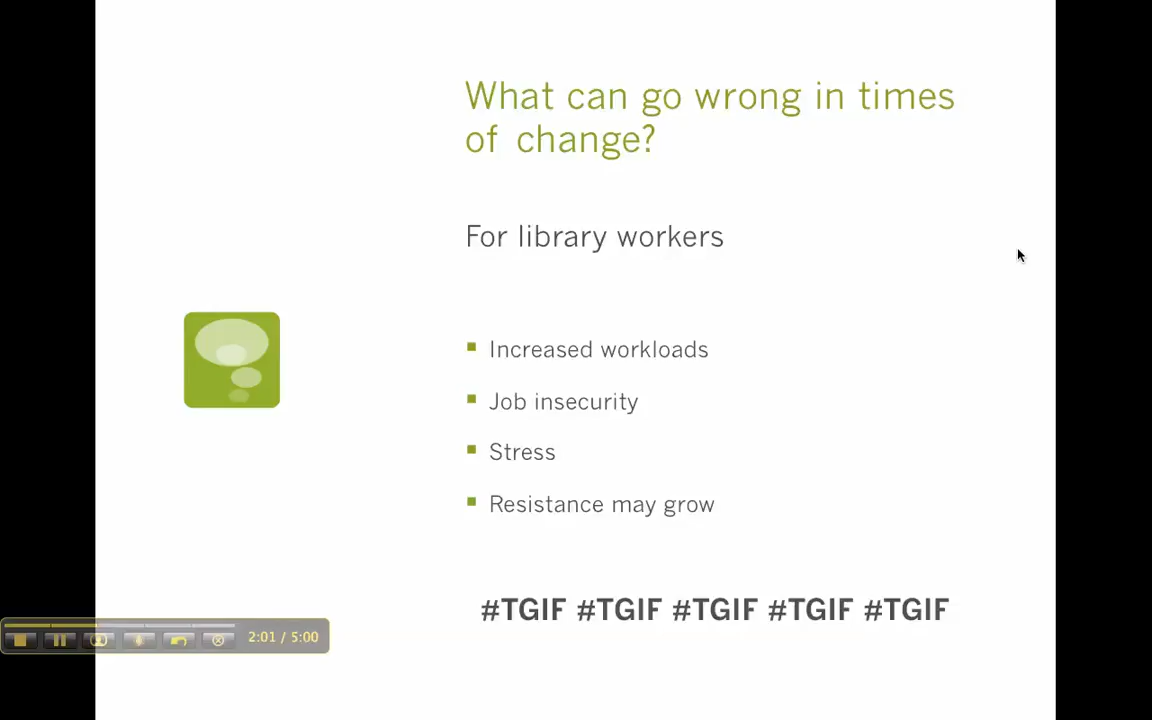 What can go wrong in times
of change?
For library workers
Increased workloads
Job insecurity
Stress
Resistance may grow
#TGIF #TGIF #TGIF #TGIF #TGIF
2:01 / 5:00